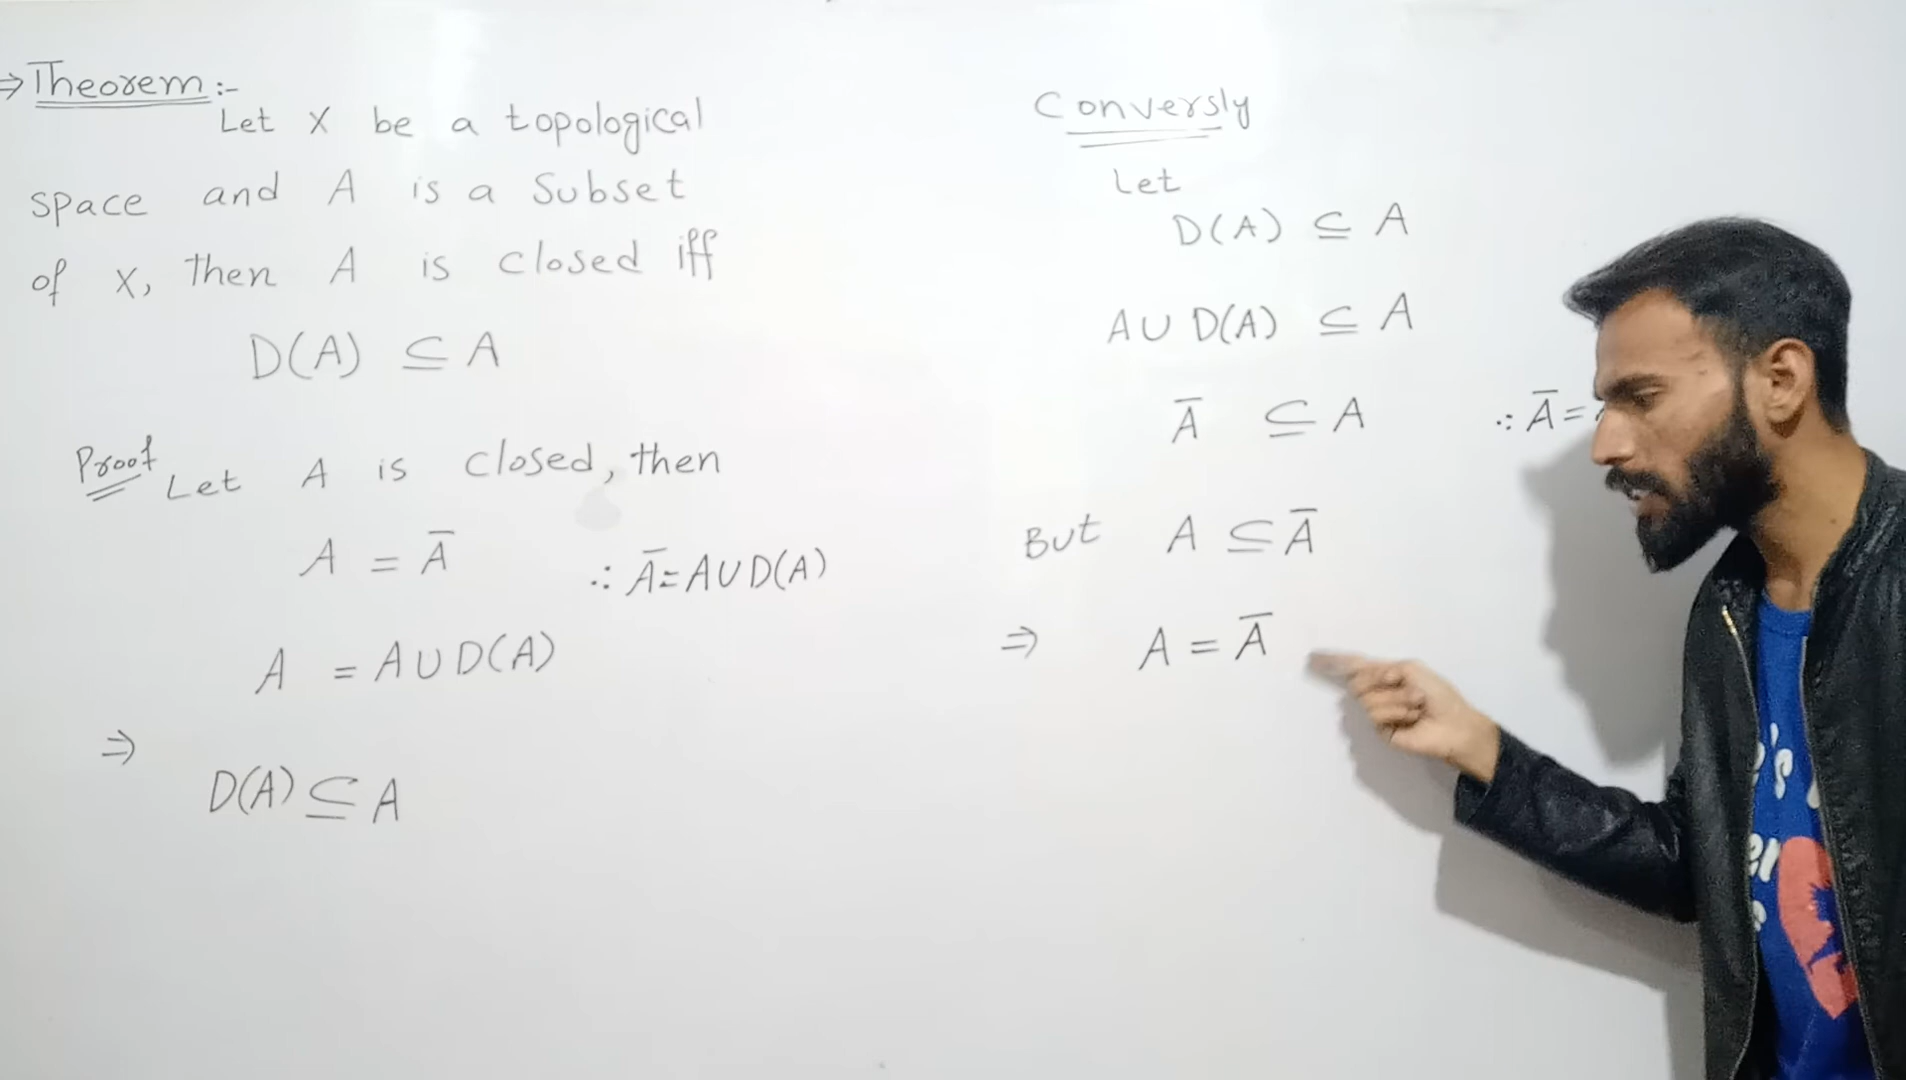 ⇒ Theorem :-
Let X be a topological
space and A is a subset
of X, then A is closed iff
D(A) ⊆ A
Proof Let A is closed, then
A = A̅ ∴ A̅ = A∪D(A)
A = A∪D(A)
⇒
D(A) ⊆ A
Conversly
Let
D(A) ⊆ A
A∪D(A) ⊆ A
A̅ ⊆ A ∵ A̅ =
But A ⊆ A̅
⇒ A = A̅